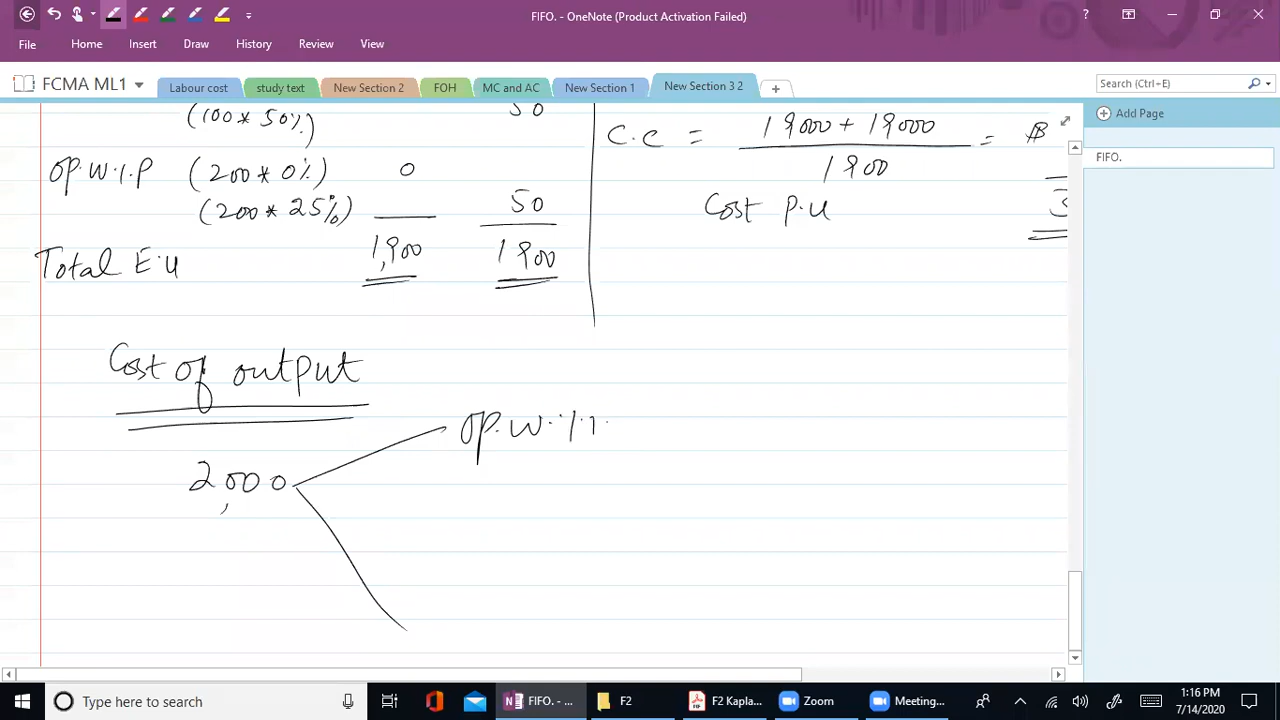 FIFO. - OneNote (Product Activation Failed)
File Home Insert Draw History Review View
FCMA ML1 Labour cost study text New Section 2 FOH MC and AC New Section 1 New Section 3 2 Search (Ctrl+E)
Add Page
FIFO.
(100 * 50%) 50
C.C = 19000 + 19000 =
1900
OP.W.I.P (200 * 0%) 0
(200 * 25%) 50
Cost P.U 3
Total E.U 1,900 1900
Cost of output
OP.W.I.
2,000
Type here to search
FIFO. - ... F2 F2 Kapla... Zoom Meeting...
1:16 PM
7/14/2020